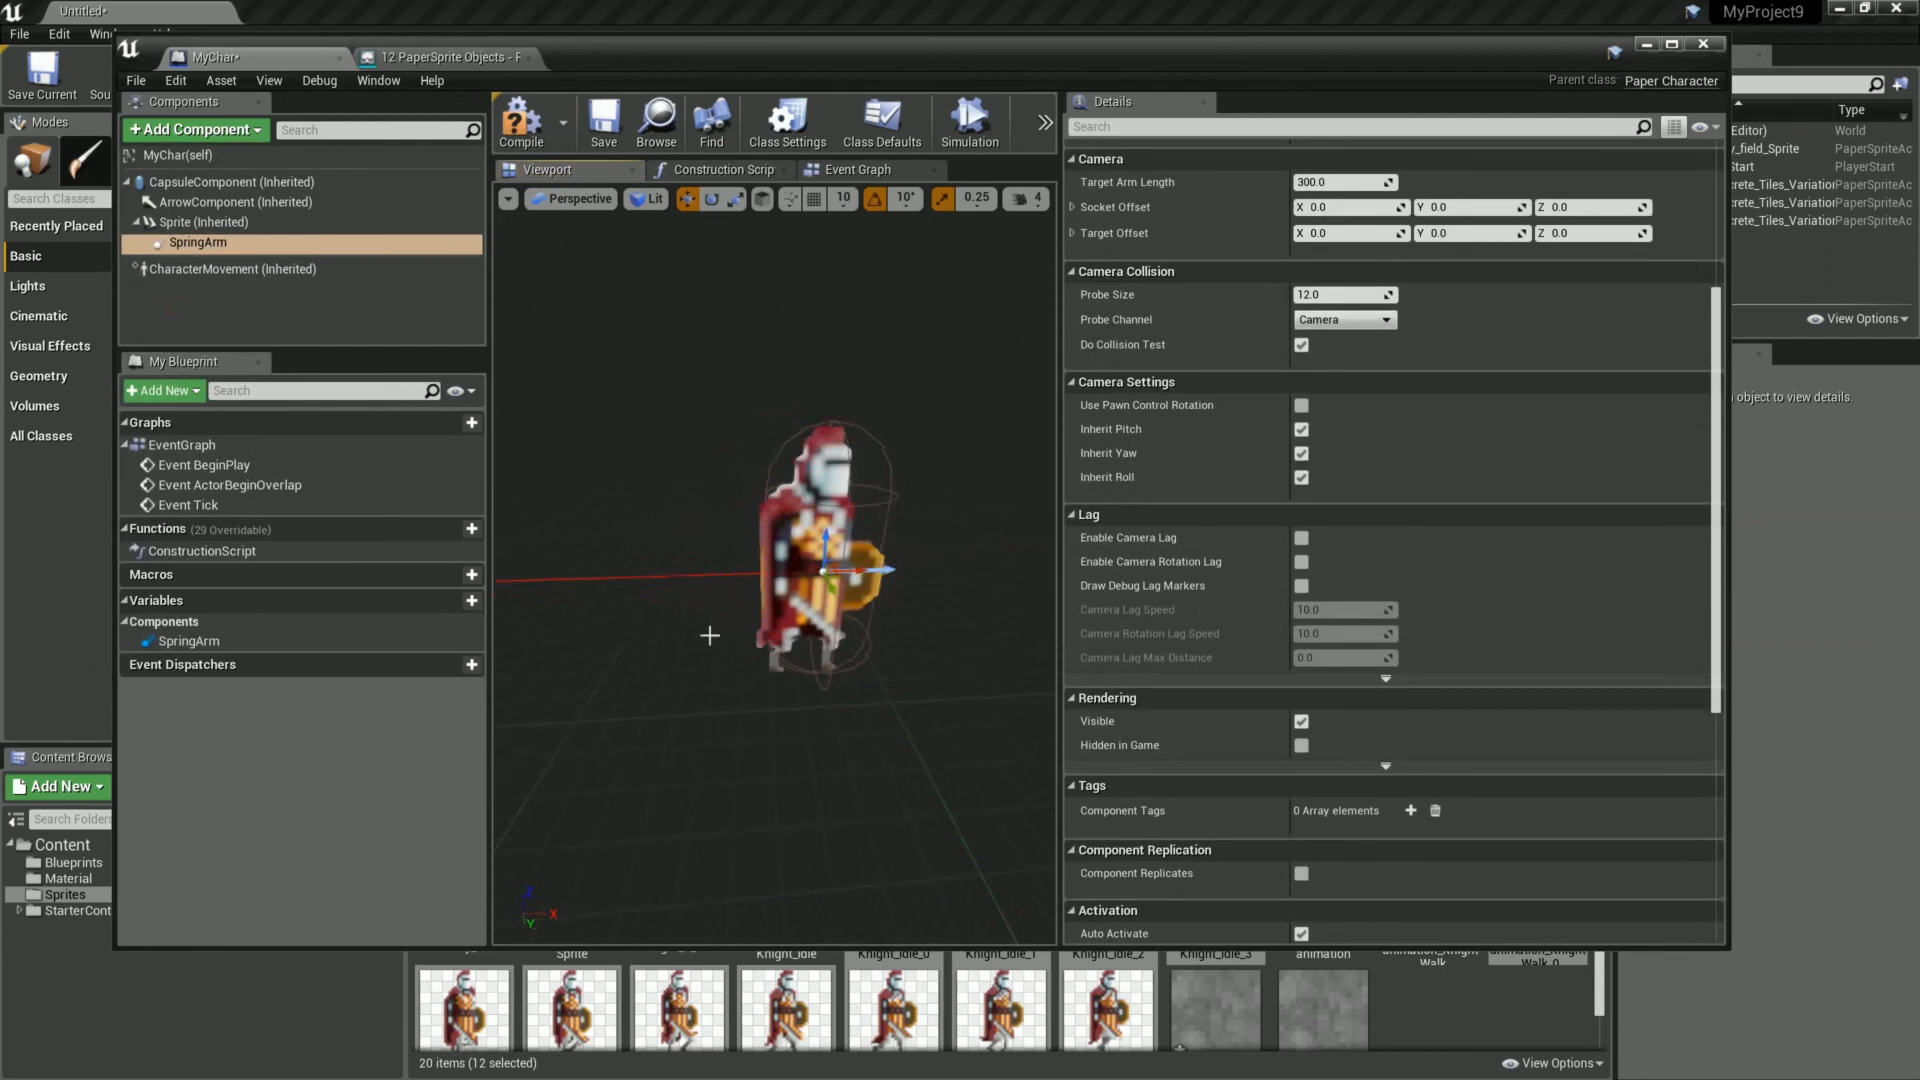 Untitled*
MyProject9
File Edit
MyChar*
12 PaperSprite Objects - F
File Edit Asset View Debug Window Help
Parent class: Paper Character
Save Current
Modes
Search Classes
Recently Placed
Basic
Lights
Cinematic
Visual Effects
Geometry
Volumes
All Classes
Components
+Add Component
Search
MyChar(self)
CapsuleComponent (Inherited)
ArrowComponent (Inherited)
Sprite (Inherited)
SpringArm
CharacterMovement (Inherited)
My Blueprint
+Add New
Search
Graphs
EventGraph
Event BeginPlay
Event ActorBeginOverlap
Event Tick
Functions (29 Overridable)
ConstructionScript
Macros
Variables
Components
SpringArm
Event Dispatchers
Compile
Save
Browse
Find
Class Settings
Class Defaults
Simulation
Viewport
Construction Scrip
Event Graph
Perspective
Lit
10
10°
0.25
4
X
Y
Details
Search
Camera
Target Arm Length 300.0
Socket Offset X 0.0 Y 0.0 Z 0.0
Target Offset X 0.0 Y 0.0 Z 0.0
Camera Collision
Probe Size 12.0
Probe Channel Camera
Do Collision Test
Camera Settings
Use Pawn Control Rotation
Inherit Pitch
Inherit Yaw
Inherit Roll
Lag
Enable Camera Lag
Enable Camera Rotation Lag
Draw Debug Lag Markers
Camera Lag Speed 10.0
Camera Rotation Lag Speed 10.0
Camera Lag Max Distance 0.0
Rendering
Visible
Hidden in Game
Tags
Component Tags 0 Array elements
Component Replication
Component Replicates
Activation
Auto Activate
Type
Editor) World
y_field_Sprite PaperSpriteAc
Start PlayerStart
crete_Tiles_Variation PaperSpriteAc
crete_Tiles_Variation PaperSpriteAc
crete_Tiles_Variation PaperSpriteAc
View Options
object to view details.
Content Brows
Add New
Search Folders
Content
Blueprints
Material
Sprites
StarterCont
Sprite
Knight_Idle
Knight_Idle_0
Knight_Idle_1
Knight_Idle_2
Knight_Idle_3
animation
animation_Knight
Walk
animation_Knight
Walk_0
20 items (12 selected)
View Options